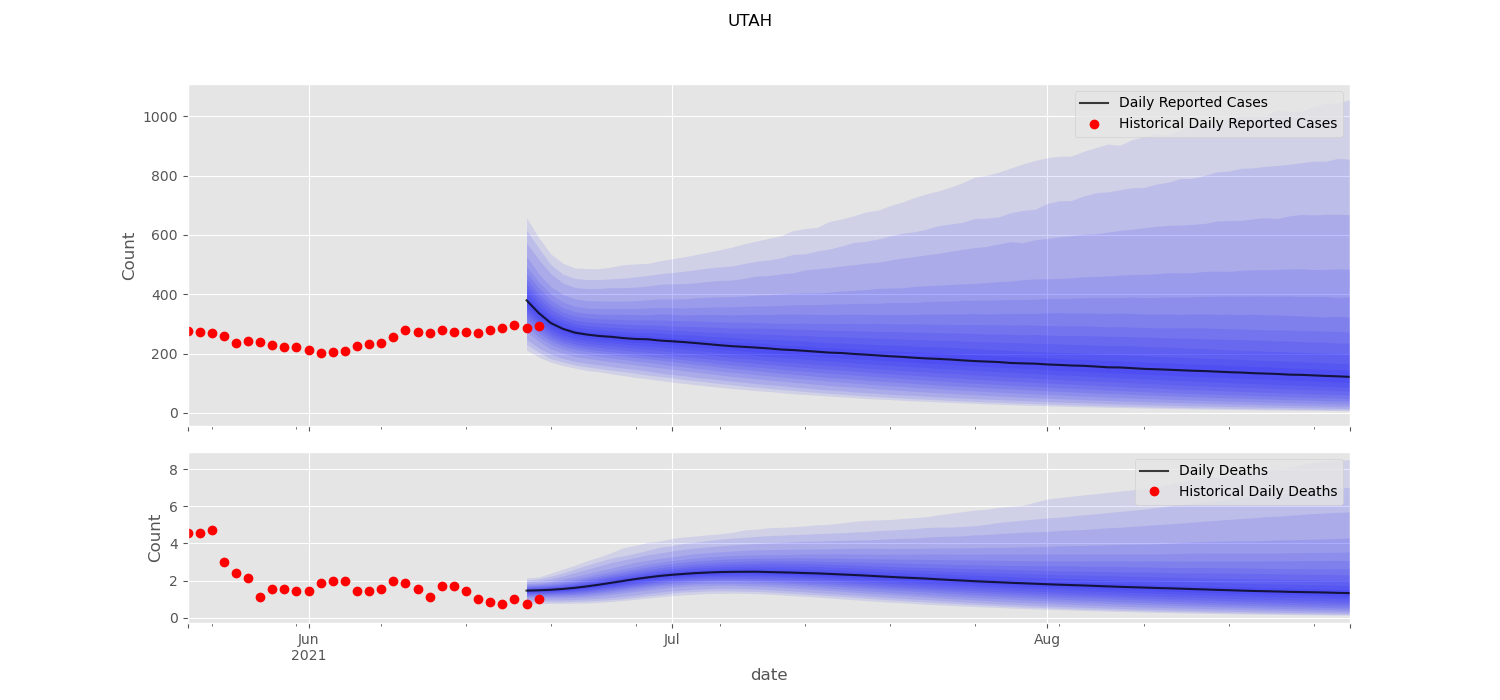 UTAH
Count
1000
800
600
400
200
0
Daily Reported Cases
Historical Daily Reported Cases
Count
8
6
4
2
0
Daily Deaths
Historical Daily Deaths
Jun
2021
Jul
Aug
date